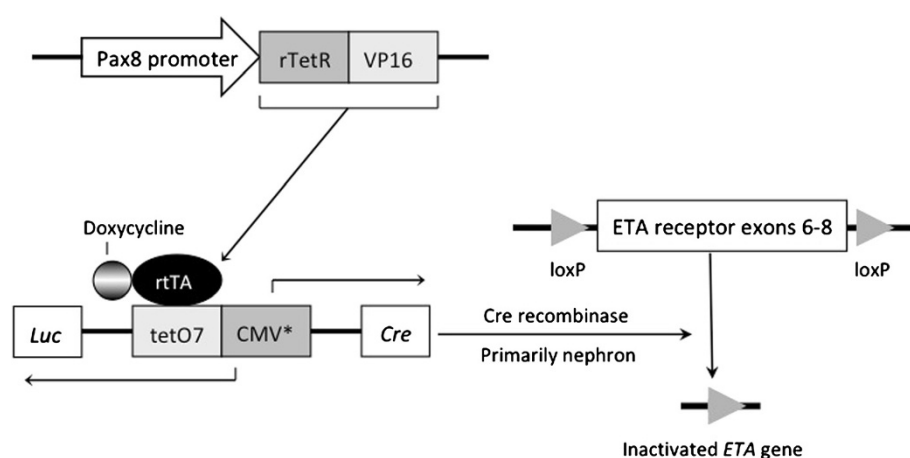 Pax8 promoter
rTetR
VP16
Doxycycline
rtTA
Luc
tetO7
CMV*
Cre
Cre recombinase
Primarily nephron
ETA receptor exons 6-8
loxP
loxP
Inactivated ETA gene